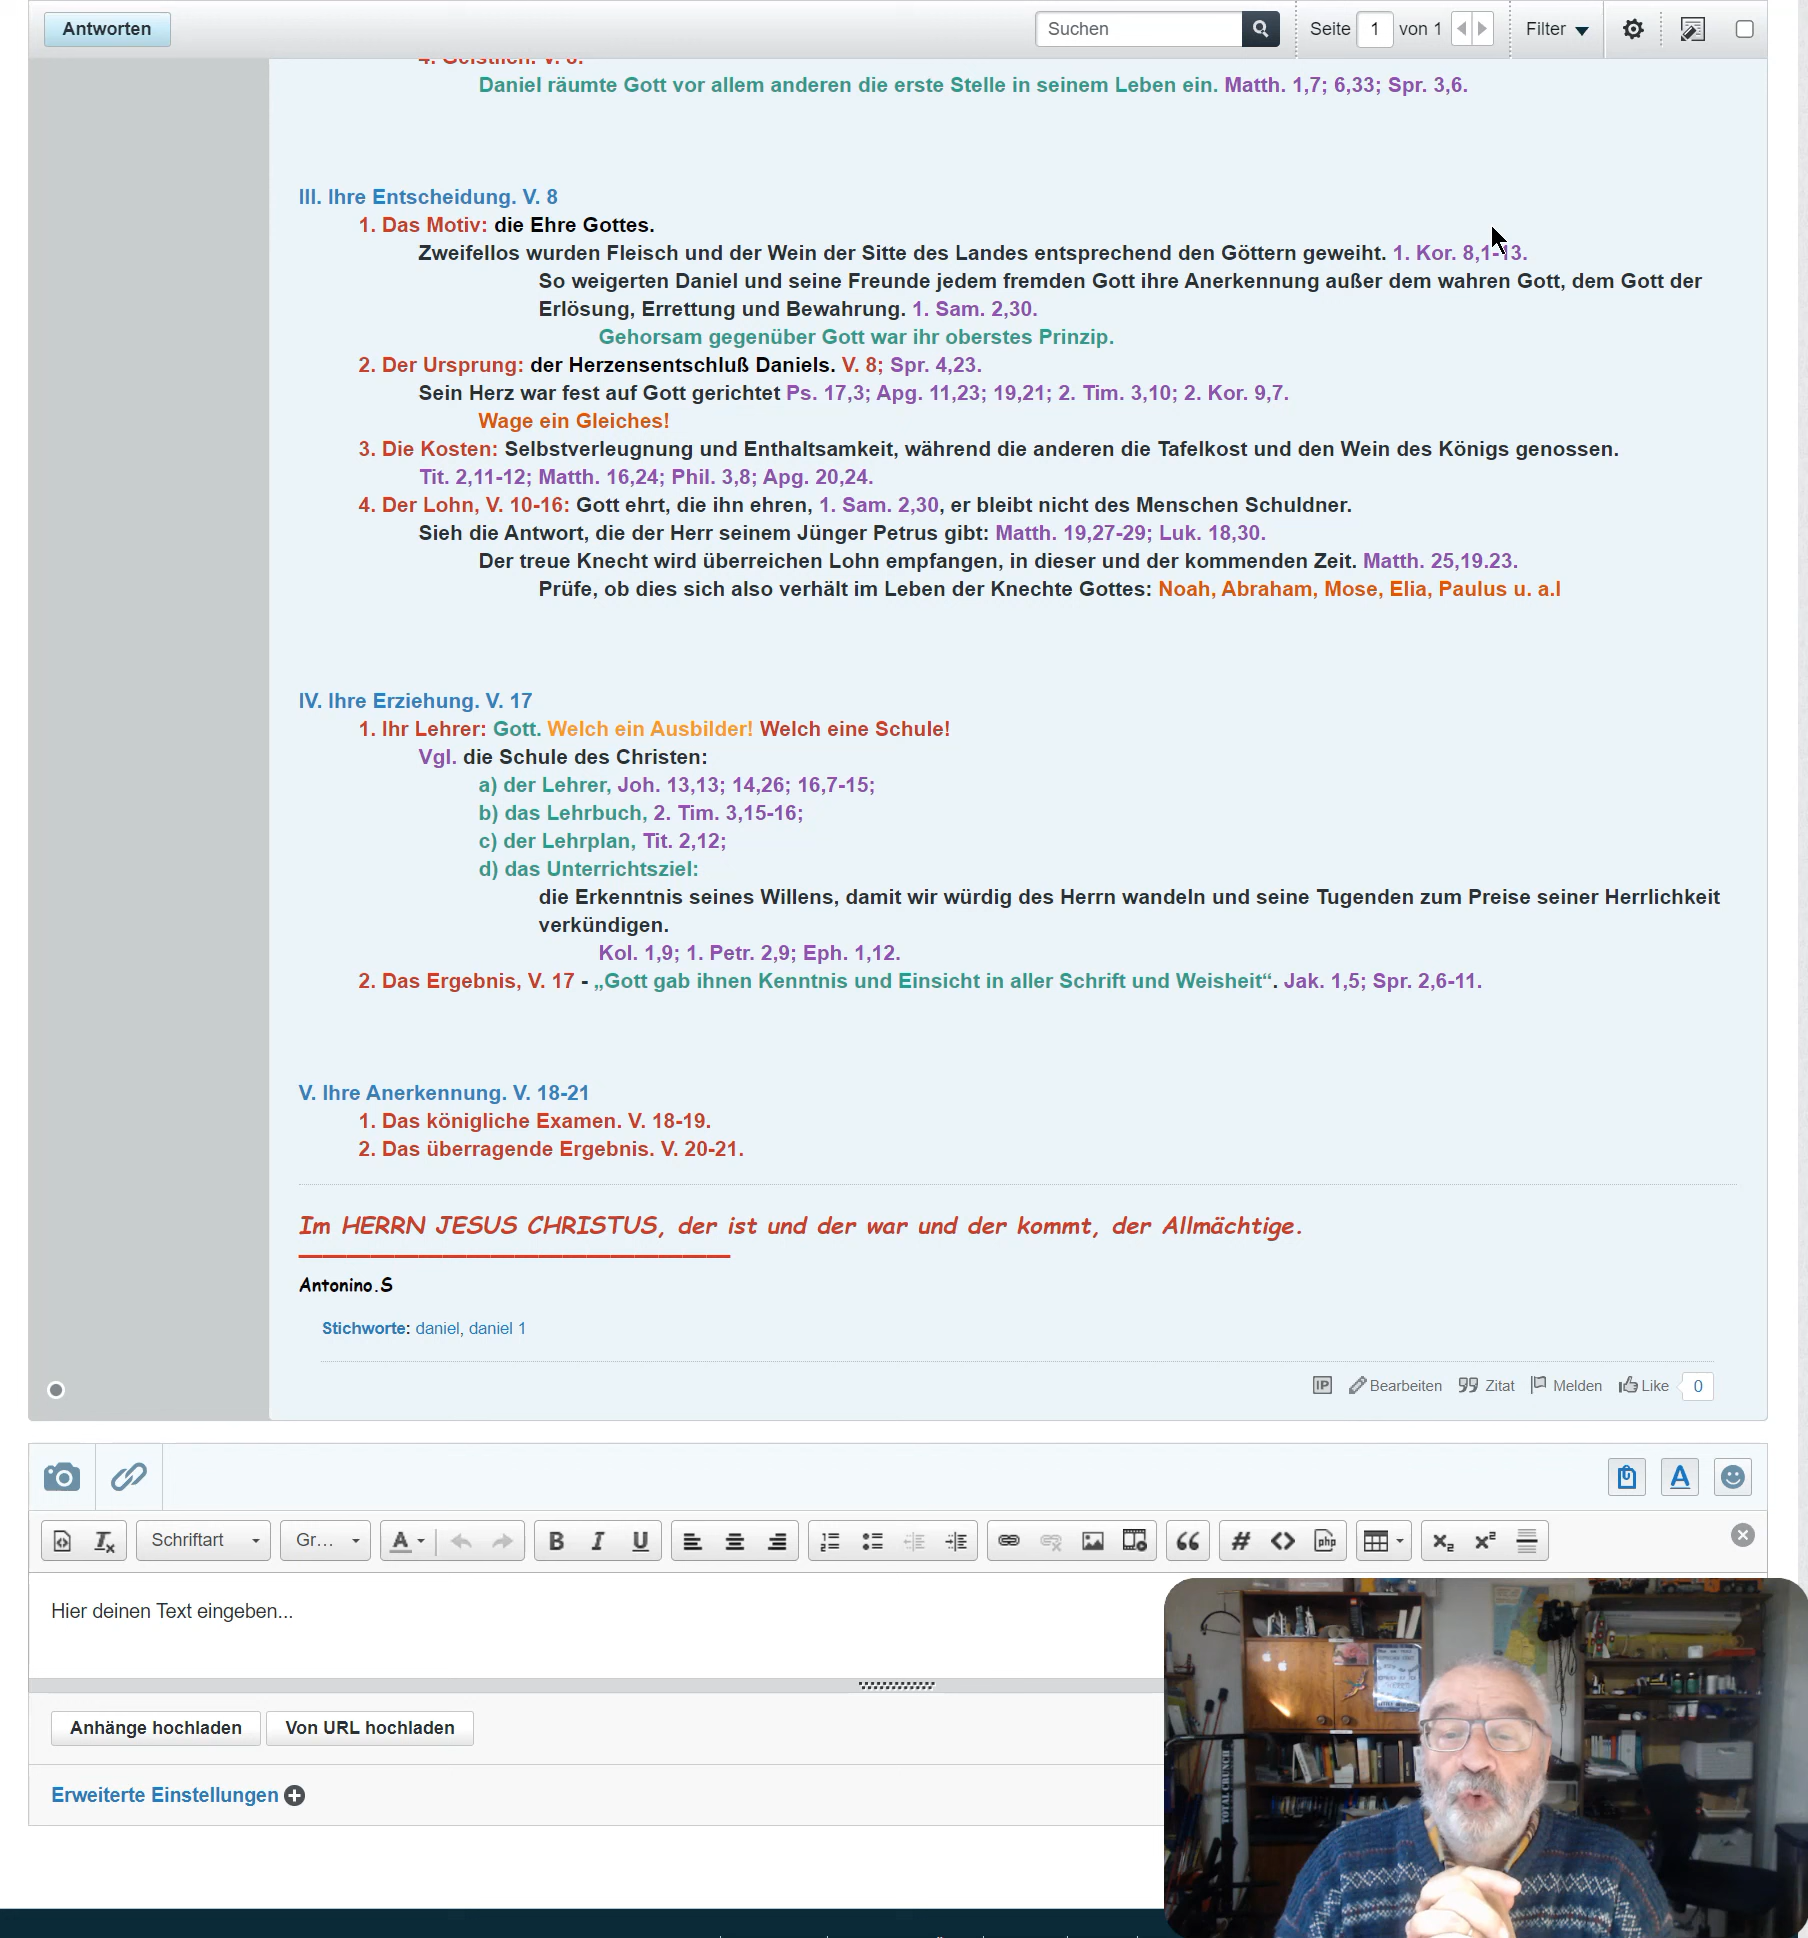 Antworten
Suchen
Seite 1 von 1
Filter
4. Geistlich. V. 8.
Daniel räumte Gott vor allem anderen die erste Stelle in seinem Leben ein. Matth. 1,7; 6,33; Spr. 3,6.
III. Ihre Entscheidung. V. 8
1. Das Motiv: die Ehre Gottes.
Zweifellos wurden Fleisch und der Wein der Sitte des Landes entsprechend den Göttern geweiht. 1. Kor. 8,1-13.
So weigerten Daniel und seine Freunde jedem fremden Gott ihre Anerkennung außer dem wahren Gott, dem Gott der
Erlösung, Errettung und Bewahrung. 1. Sam. 2,30.
Gehorsam gegenüber Gott war ihr oberstes Prinzip.
2. Der Ursprung: der Herzensentschluß Daniels. V. 8; Spr. 4,23.
Sein Herz war fest auf Gott gerichtet Ps. 17,3; Apg. 11,23; 19,21; 2. Tim. 3,10; 2. Kor. 9,7.
Wage ein Gleiches!
3. Die Kosten: Selbstverleugnung und Enthaltsamkeit, während die anderen die Tafelkost und den Wein des Königs genossen.
Tit. 2,11-12; Matth. 16,24; Phil. 3,8; Apg. 20,24.
4. Der Lohn, V. 10-16: Gott ehrt, die ihn ehren, 1. Sam. 2,30, er bleibt nicht des Menschen Schuldner.
Sieh die Antwort, die der Herr seinem Jünger Petrus gibt: Matth. 19,27-29; Luk. 18,30.
Der treue Knecht wird überreichen Lohn empfangen, in dieser und der kommenden Zeit. Matth. 25,19.23.
Prüfe, ob dies sich also verhält im Leben der Knechte Gottes: Noah, Abraham, Mose, Elia, Paulus u. a.I
IV. Ihre Erziehung. V. 17
1. Ihr Lehrer: Gott. Welch ein Ausbilder! Welch eine Schule!
Vgl. die Schule des Christen:
a) der Lehrer, Joh. 13,13; 14,26; 16,7-15;
b) das Lehrbuch, 2. Tim. 3,15-16;
c) der Lehrplan, Tit. 2,12;
d) das Unterrichtsziel:
die Erkenntnis seines Willens, damit wir würdig des Herrn wandeln und seine Tugenden zum Preise seiner Herrlichkeit
verkündigen.
Kol. 1,9; 1. Petr. 2,9; Eph. 1,12.
2. Das Ergebnis, V. 17 - „Gott gab ihnen Kenntnis und Einsicht in aller Schrift und Weisheit“. Jak. 1,5; Spr. 2,6-11.
V. Ihre Anerkennung. V. 18-21
1. Das königliche Examen. V. 18-19.
2. Das überragende Ergebnis. V. 20-21.
Im HERRN JESUS CHRISTUS, der ist und der war und der kommt, der Allmächtige.
Antonino.S
Stichworte: daniel, daniel 1
IP Bearbeiten Zitat Melden Like 0
Schriftart Gr...
Hier deinen Text eingeben...
Anhänge hochladen Von URL hochladen
Erweiterte Einstellungen
TOTAL CRUNCH